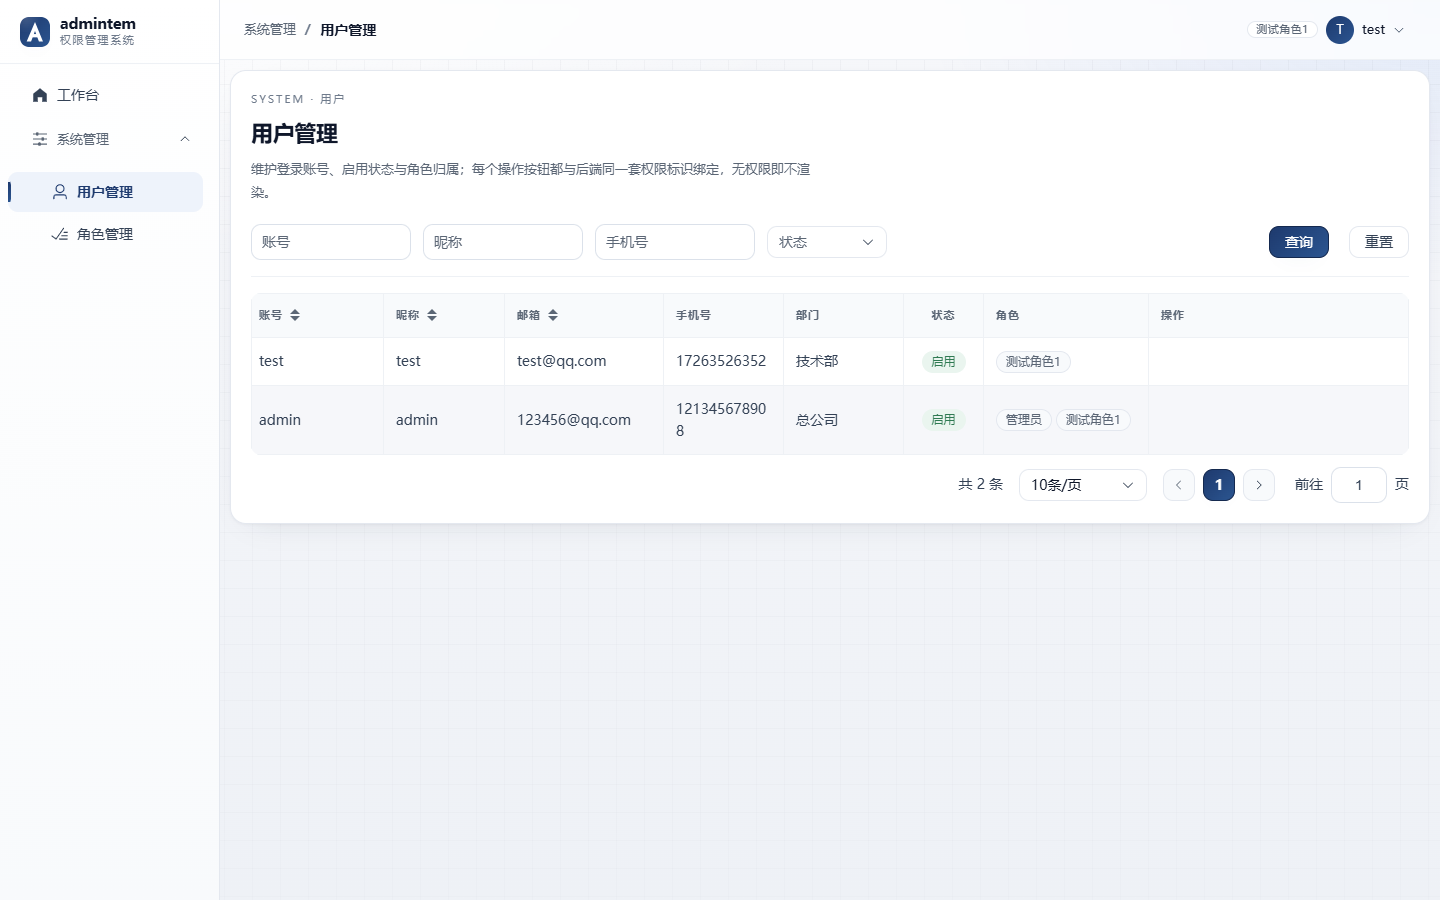 admintem
权限管理系统
工作台
系统管理
用户管理
角色管理
系统管理 / 用户管理
测试角色1
T
test
SYSTEM · 用户
用户管理
维护登录账号、启用状态与角色归属；每个操作按钮都与后端同一套权限标识绑定，无权限即不渲
染。
账号
昵称
手机号
状态
查询
重置
账号 昵称 邮箱 手机号 部门 状态 角色 操作
test test test@qq.com 17263526352 技术部 启用 测试角色1
admin admin 123456@qq.com 12134567890
8 总公司 启用 管理员 测试角色1
共 2 条 10条/页 1 前往 1 页